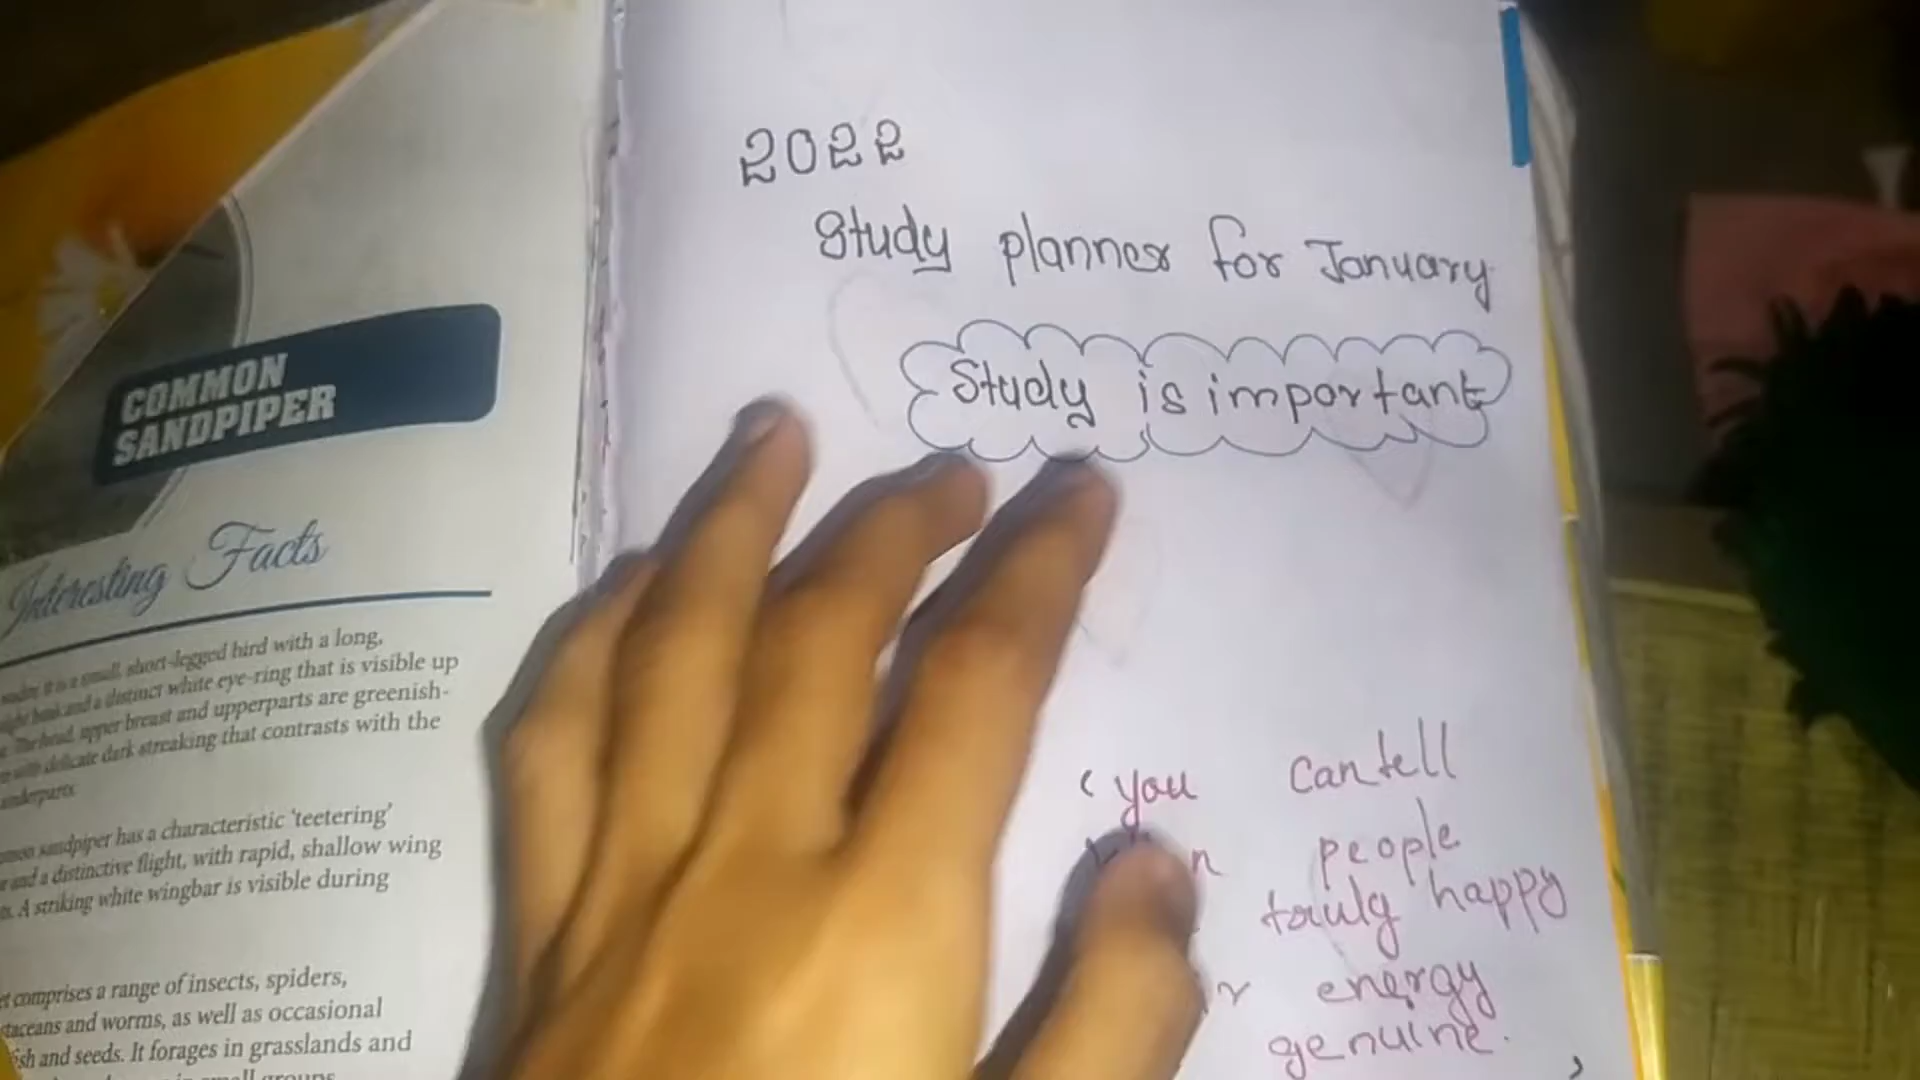 COMMON
SANDPIPER
Interesting Facts
it is a small, short-legged bird with a long,
and a distinct white eye-ring that is visible up
The head, upper breast and upperparts are greenish-
with delicate dark streaking that contrasts with the
underparts
sandpiper has a characteristic 'teetering'
and a distinctive flight, with rapid, shallow wing
A striking white wingbar is visible during
comprises a range of insects, spiders,
and worms, as well as occasional
and seeds. It forages in grasslands and
2022
Study planner for January
Study is important
‘you can tell
people
truly happy
energy
genuine.
’